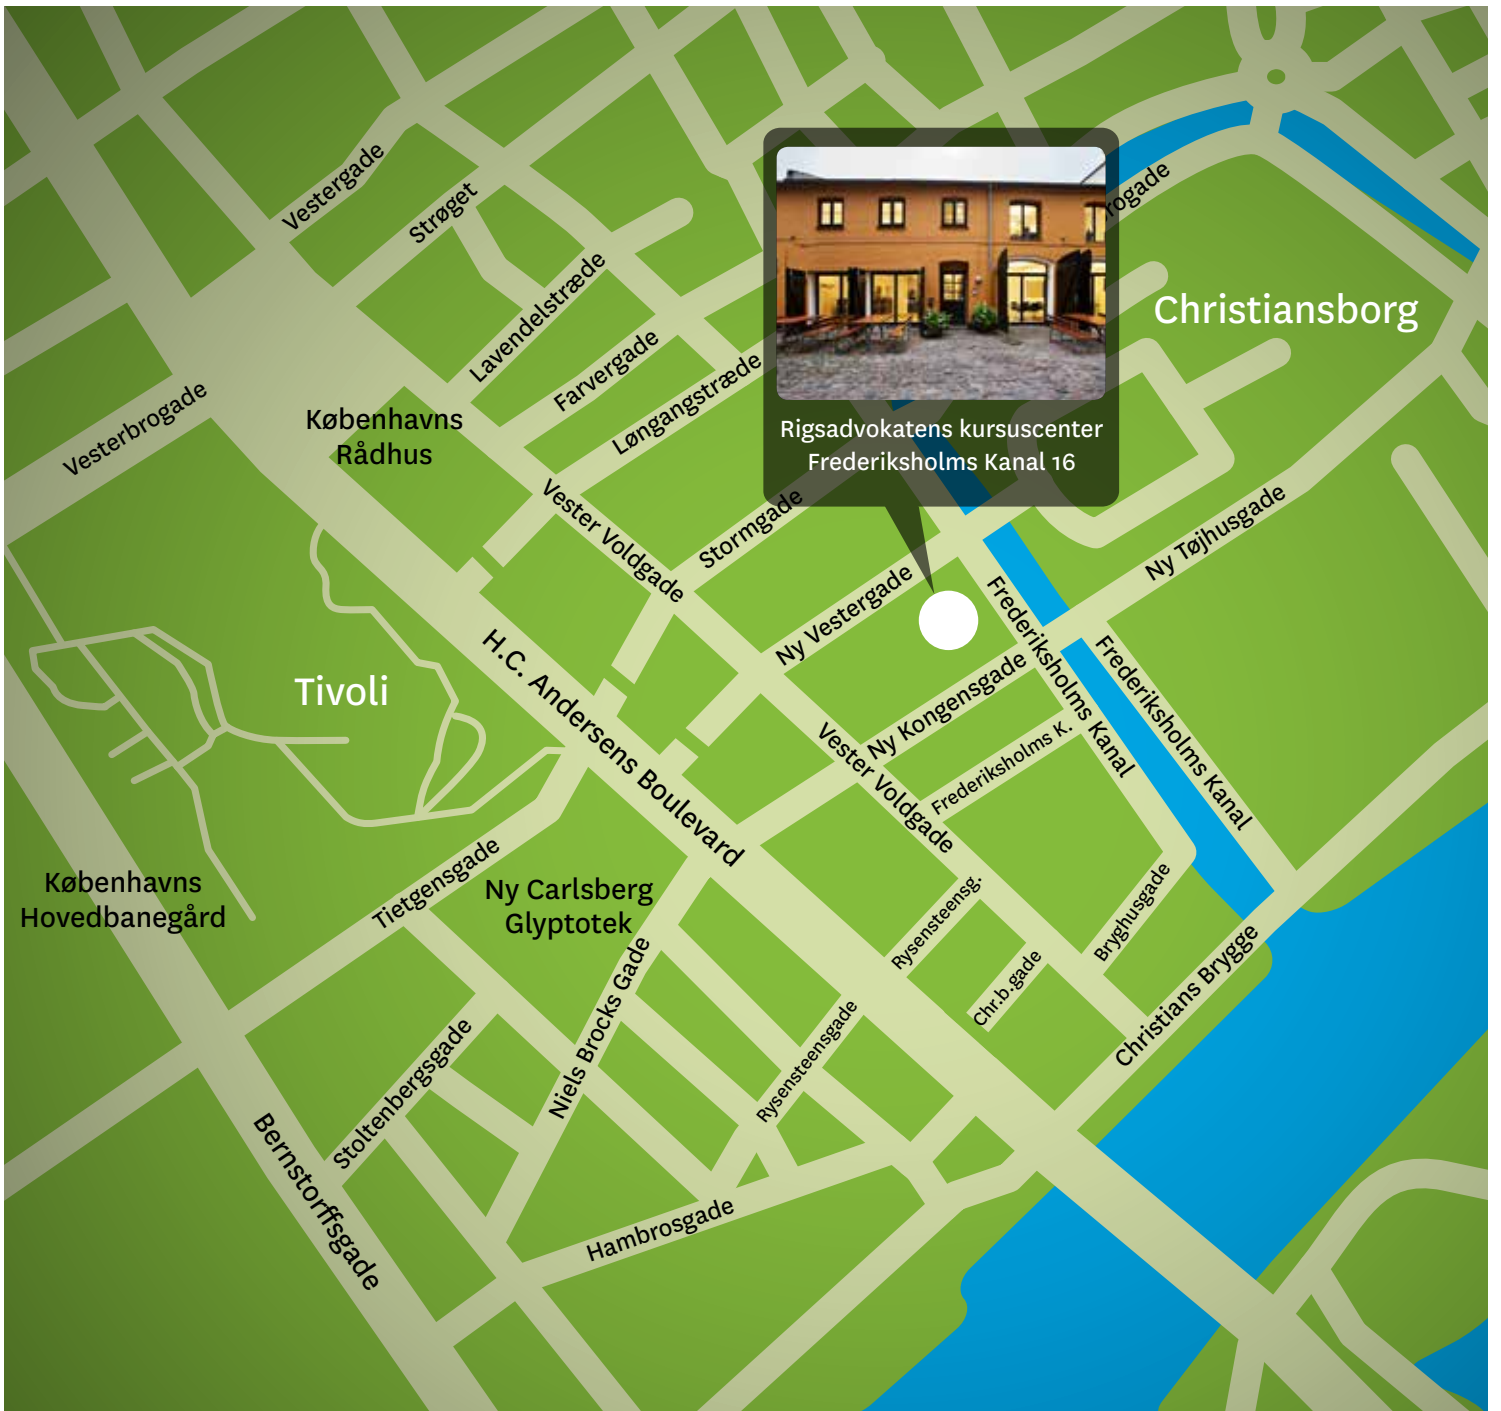 Vestergade
Strøget
rogade
Lavendelstræde
Christiansborg
Farvergade
Løngangstræde
Vesterbrogade
Københavns
Rådhus
Rigsadvokatens kursuscenter
Frederiksholms Kanal 16
Vester Voldgade
Stormgade
Ny Tøjhusgade
Ny Vestergade
Frederiksholms Kanal
Frederiksholms Kanal
H.C. Andersens Boulevard
Tivoli
Ny Kongensgade
Frederiksholms K.
Vester Voldgade
Tietgensgade
Københavns
Hovedbanegård
Ny Carlsberg
Glyptotek
Rysensteensg.
Bryghusgade
Chr.b.gade
Christians Brygge
Niels Brocks Gade
Rysensteensgade
Stoltenbergsgade
Bernstorffsgade
Hambrosgade